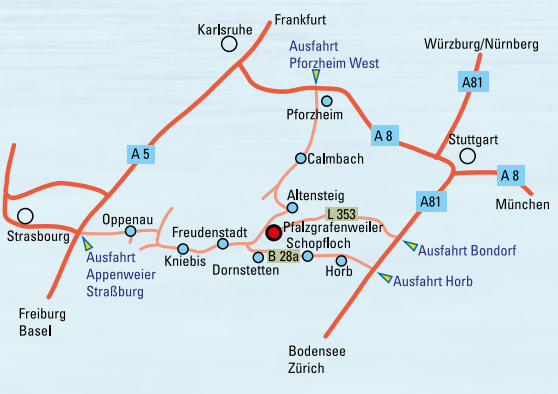 Frankfurt
Karlsruhe
Ausfahrt
Pforzheim West
Würzburg/Nürnberg
A81
Pforzheim
A 8
Stuttgart
A 5
Calmbach
A 8
Altensteig
A81
München
L 353
Oppenau
Strasbourg
Freudenstadt
Pfalzgrafenweiler
Schopfloch
Ausfahrt Bondorf
Ausfahrt
Appenweier
Straßburg
Kniebis
B 28a
Dornstetten
Horb
Ausfahrt Horb
Freiburg
Basel
Bodensee
Zürich